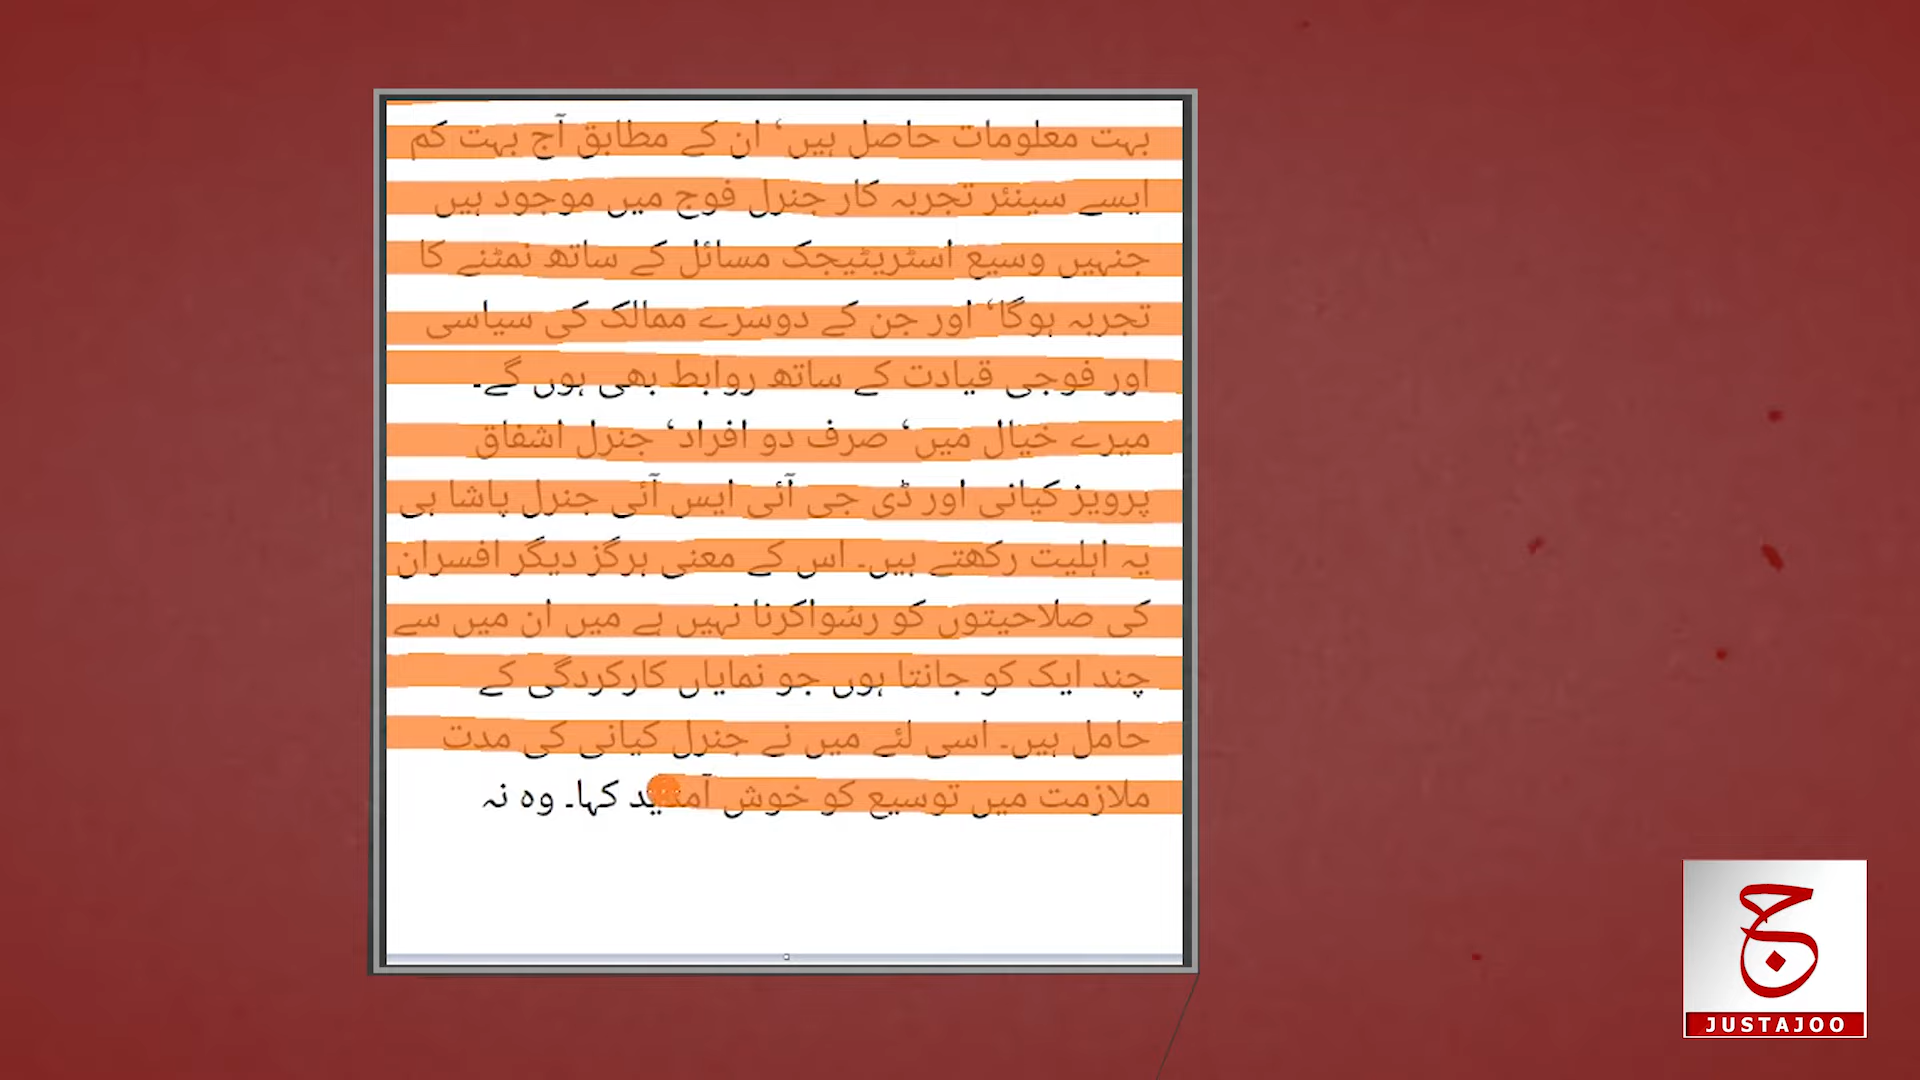 بہت معلومات حاصل ہیں‘ ان کے مطابق آج بہت کم
ایسے سینئر تجربہ کار جنرل فوج میں موجود ہیں
جنہیں وسیع اسٹریٹیجک مسائل کے ساتھ نمٹنے کا
تجربہ ہوگا‘ اور جن کے دوسرے ممالک کی سیاسی
اور فوجی قیادت کے ساتھ روابط بھی ہوں گے۔
میرے خیال میں‘ صرف دو افراد‘ جنرل اشفاق
پرویز کیانی اور ڈی جی آئی ایس آئی جنرل پاشا ہی
یہ اہلیت رکھتے ہیں۔ اس کے معنی ہرگز دیگر افسران
کی صلاحیتوں کو رسُواکرنا نہیں ہے میں ان میں سے
چند ایک کو جانتا ہوں جو نمایاں کارکردگی کے
حامل ہیں۔ اسی لئے میں نے جنرل کیانی کی مدت
ملازمت میں توسیع کو خوش آمدید کہا۔ وہ نہ
ج
JUSTAJOO